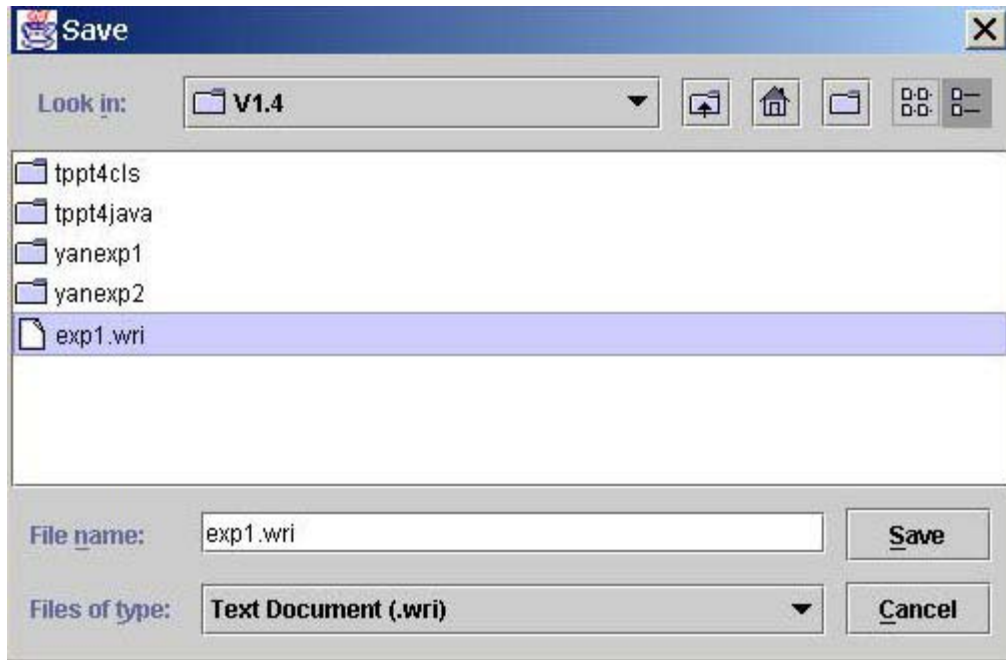 Save
Look in: V1.4
tppt4cls
tppt4java
yanexp1
yanexp2
exp1.wri
File name: exp1.wri Save
Files of type: Text Document (.wri) Cancel